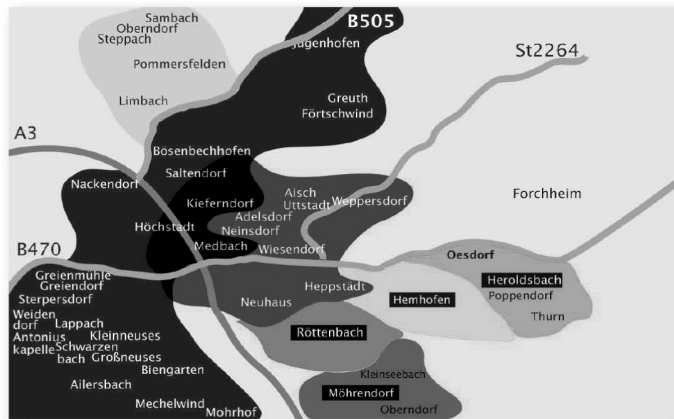 Sambach
Oberndorf
Steppach
Pommersfelden
Limbach
B505
Jugenhofen
Greuth
Förtschwind
St2264
A3
Bösenbechhofen
Saltendorf
Nackendorf
Kieferndorf
Aisch
Uttstadt
Weppersdorf
Forchheim
Höchstadt
Adelsdorf
Neinsdorf
Medbach
Wiesendorf
B470
Oesdorf
Greienmühle
Greiendorf
Sterpersdorf
Heppstädt
Heroldsbach
Hemhofen
Poppendorf
Neuhaus
Thurn
Weiden
dorf
Lappach
Antonius
kapelle
Kleinneuses
Schwarzen
bach
Großneuses
Röttenbach
Biengarten
Ailersbach
Kleinseebach
Möhrendorf
Mechelwind
Mohrhof
Oberndorf